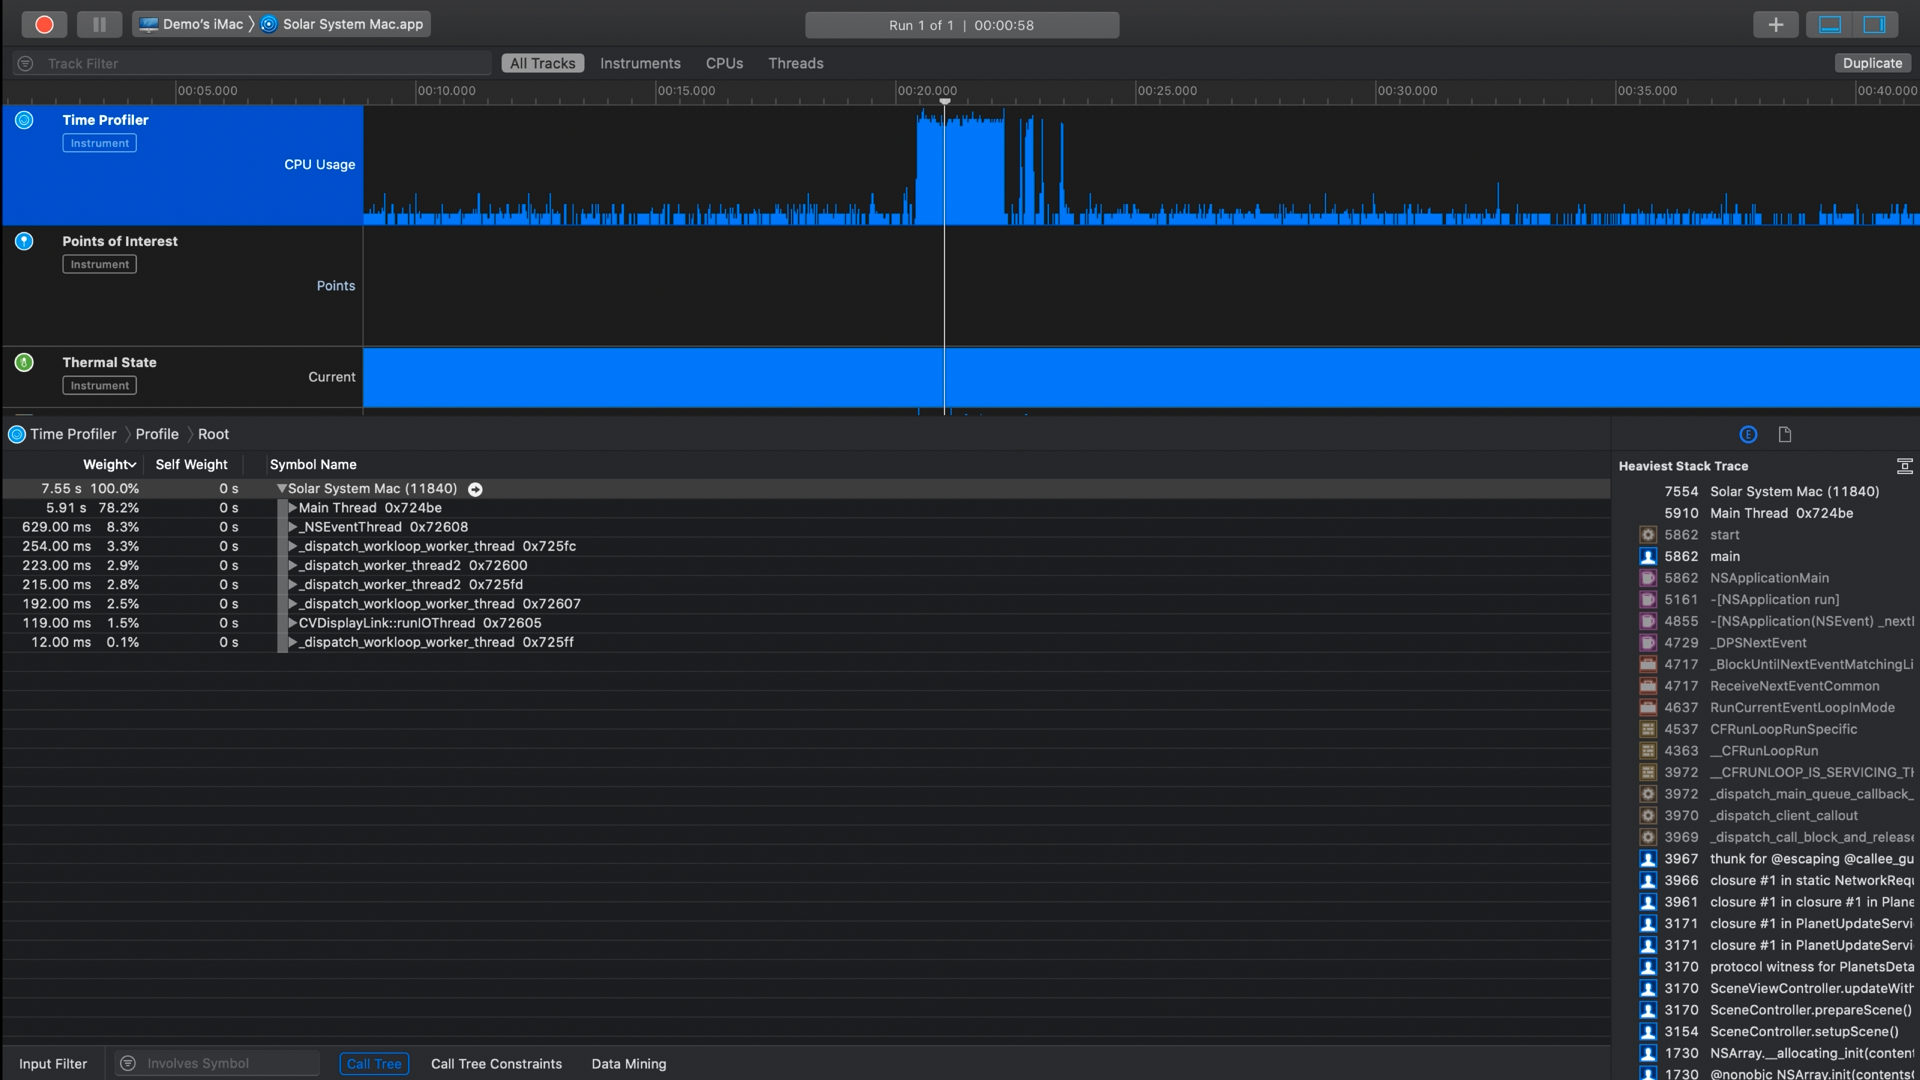 Demo's iMac 〉 Solar System Mac.app
Run 1 of 1 | 00:00:58
Track Filter
All Tracks Instruments CPUs Threads
Duplicate
00:05.000 00:10.000 00:15.000 00:20.000 00:25.000 00:30.000 00:35.000 00:40.000
Time Profiler
Instrument
CPU Usage
Points of Interest
Instrument
Points
Thermal State
Instrument
Current
Time Profiler 〉 Profile 〉 Root
Weight Self Weight Symbol Name
7.55 s 100.0% 0 s Solar System Mac (11840)
5.91 s 78.2% 0 s Main Thread 0x724be
629.00 ms 8.3% 0 s _NSEventThread 0x72608
254.00 ms 3.3% 0 s _dispatch_workloop_worker_thread 0x725fc
223.00 ms 2.9% 0 s _dispatch_worker_thread2 0x72600
215.00 ms 2.8% 0 s _dispatch_worker_thread2 0x725fd
192.00 ms 2.5% 0 s _dispatch_workloop_worker_thread 0x72607
119.00 ms 1.5% 0 s CVDisplayLink::runIOThread 0x72605
12.00 ms 0.1% 0 s _dispatch_workloop_worker_thread 0x725ff
E
Heaviest Stack Trace
7554 Solar System Mac (11840)
5910 Main Thread 0x724be
5862 start
5862 main
5862 NSApplicationMain
5161 -[NSApplication run]
4855 -[NSApplication(NSEvent) _nextI
4729 _DPSNextEvent
4717 _BlockUntilNextEventMatchingLi
4717 ReceiveNextEventCommon
4637 RunCurrentEventLoopInMode
4537 CFRunLoopRunSpecific
4363 __CFRunLoopRun
3972 __CFRUNLOOP_IS_SERVICING_TH
3972 _dispatch_main_queue_callback_
3970 _dispatch_client_callout
3969 _dispatch_call_block_and_release
3967 thunk for @escaping @callee_gu
3966 closure #1 in static NetworkRequ
3961 closure #1 in closure #1 in Plane
3171 closure #1 in PlanetUpdateServi
3171 closure #1 in PlanetUpdateServi
3170 protocol witness for PlanetsDeta
3170 SceneViewController.updateWith
3170 SceneController.prepareScene()
3154 SceneController.setupScene()
1730 NSArray.__allocating_init(content
1730 @nonobjc NSArray.init(contentsO
Input Filter Involves Symbol Call Tree Call Tree Constraints Data Mining